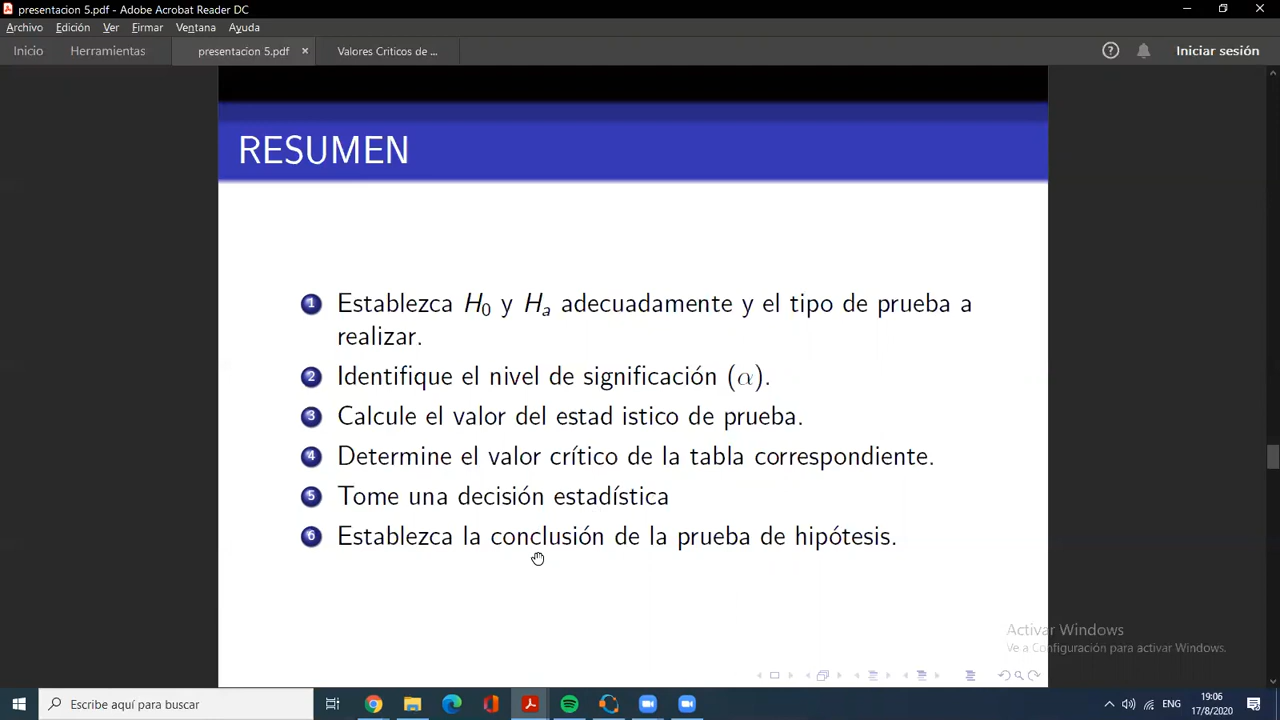 presentacion 5.pdf - Adobe Acrobat Reader DC
Archivo Edición Ver Firmar Ventana Ayuda
Inicio Herramientas presentacion 5.pdf × Valores Criticos de ... Iniciar sesión
RESUMEN
1 Establezca H0 y Ha adecuadamente y el tipo de prueba a
realizar.
2 Identifique el nivel de significación (α).
3 Calcule el valor del estad istico de prueba.
4 Determine el valor crítico de la tabla correspondiente.
5 Tome una decisión estadística
6 Establezca la conclusión de la prueba de hipótesis.
Activar Windows
Ve a Configuración para activar Windows.
Escribe aquí para buscar
ENG
19:06
17/8/2020